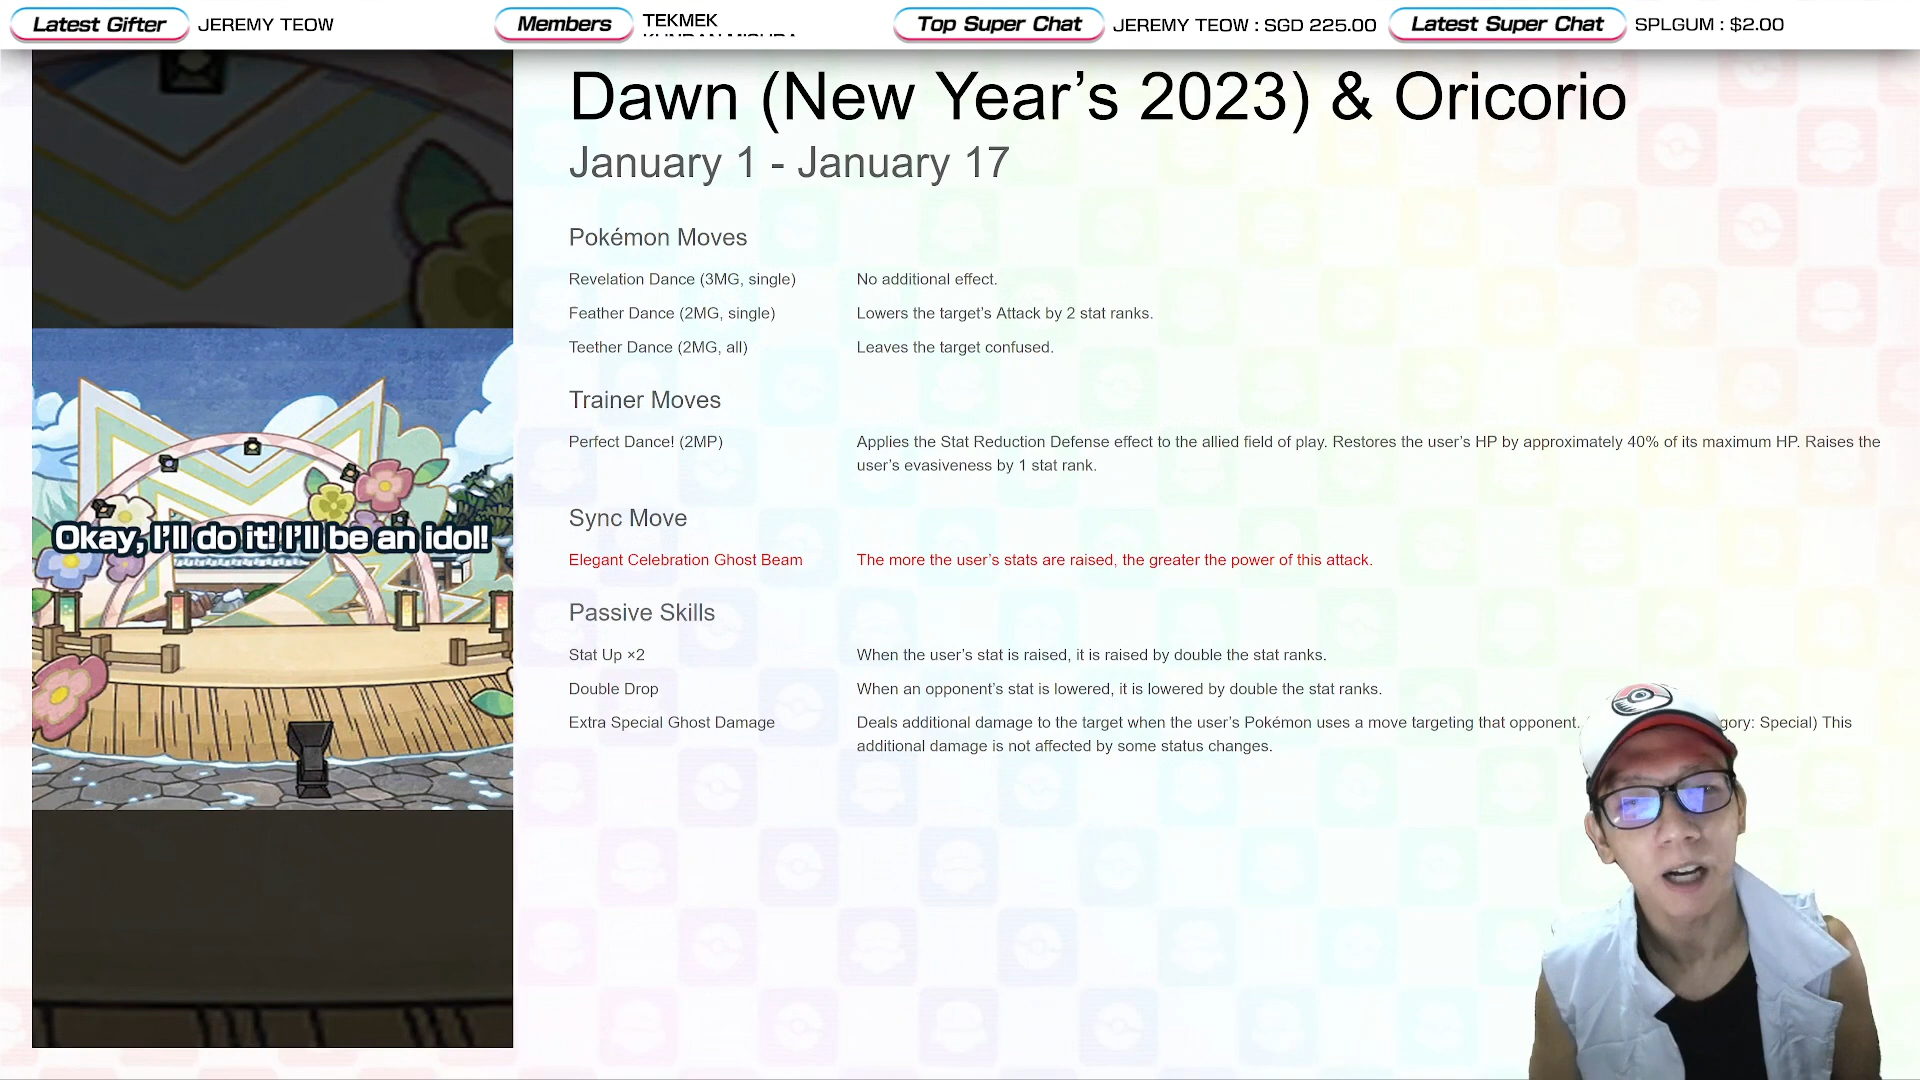 Latest Gifter JEREMY TEOW Members TEKMEK Top Super Chat JEREMY TEOW : SGD 225.00 Latest Super Chat SPLGUM : $2.00
Dawn (New Year’s 2023) & Oricorio
January 1 - January 17
Pokémon Moves
Revelation Dance (3MG, single) No additional effect.
Feather Dance (2MG, single) Lowers the target’s Attack by 2 stat ranks.
Teether Dance (2MG, all) Leaves the target confused.
Trainer Moves
Perfect Dance! (2MP) Applies the Stat Reduction Defense effect to the allied field of play. Restores the user’s HP by approximately 40% of its maximum HP. Raises the
user’s evasiveness by 1 stat rank.
Sync Move
Elegant Celebration Ghost Beam The more the user’s stats are raised, the greater the power of this attack.
Passive Skills
Stat Up ×2 When the user’s stat is raised, it is raised by double the stat ranks.
Double Drop When an opponent’s stat is lowered, it is lowered by double the stat ranks.
Extra Special Ghost Damage Deals additional damage to the target when the user’s Pokémon uses a move targeting that opponent. gory: Special) This
additional damage is not affected by some status changes.
Okay, I’ll do it! I’ll be an idol!